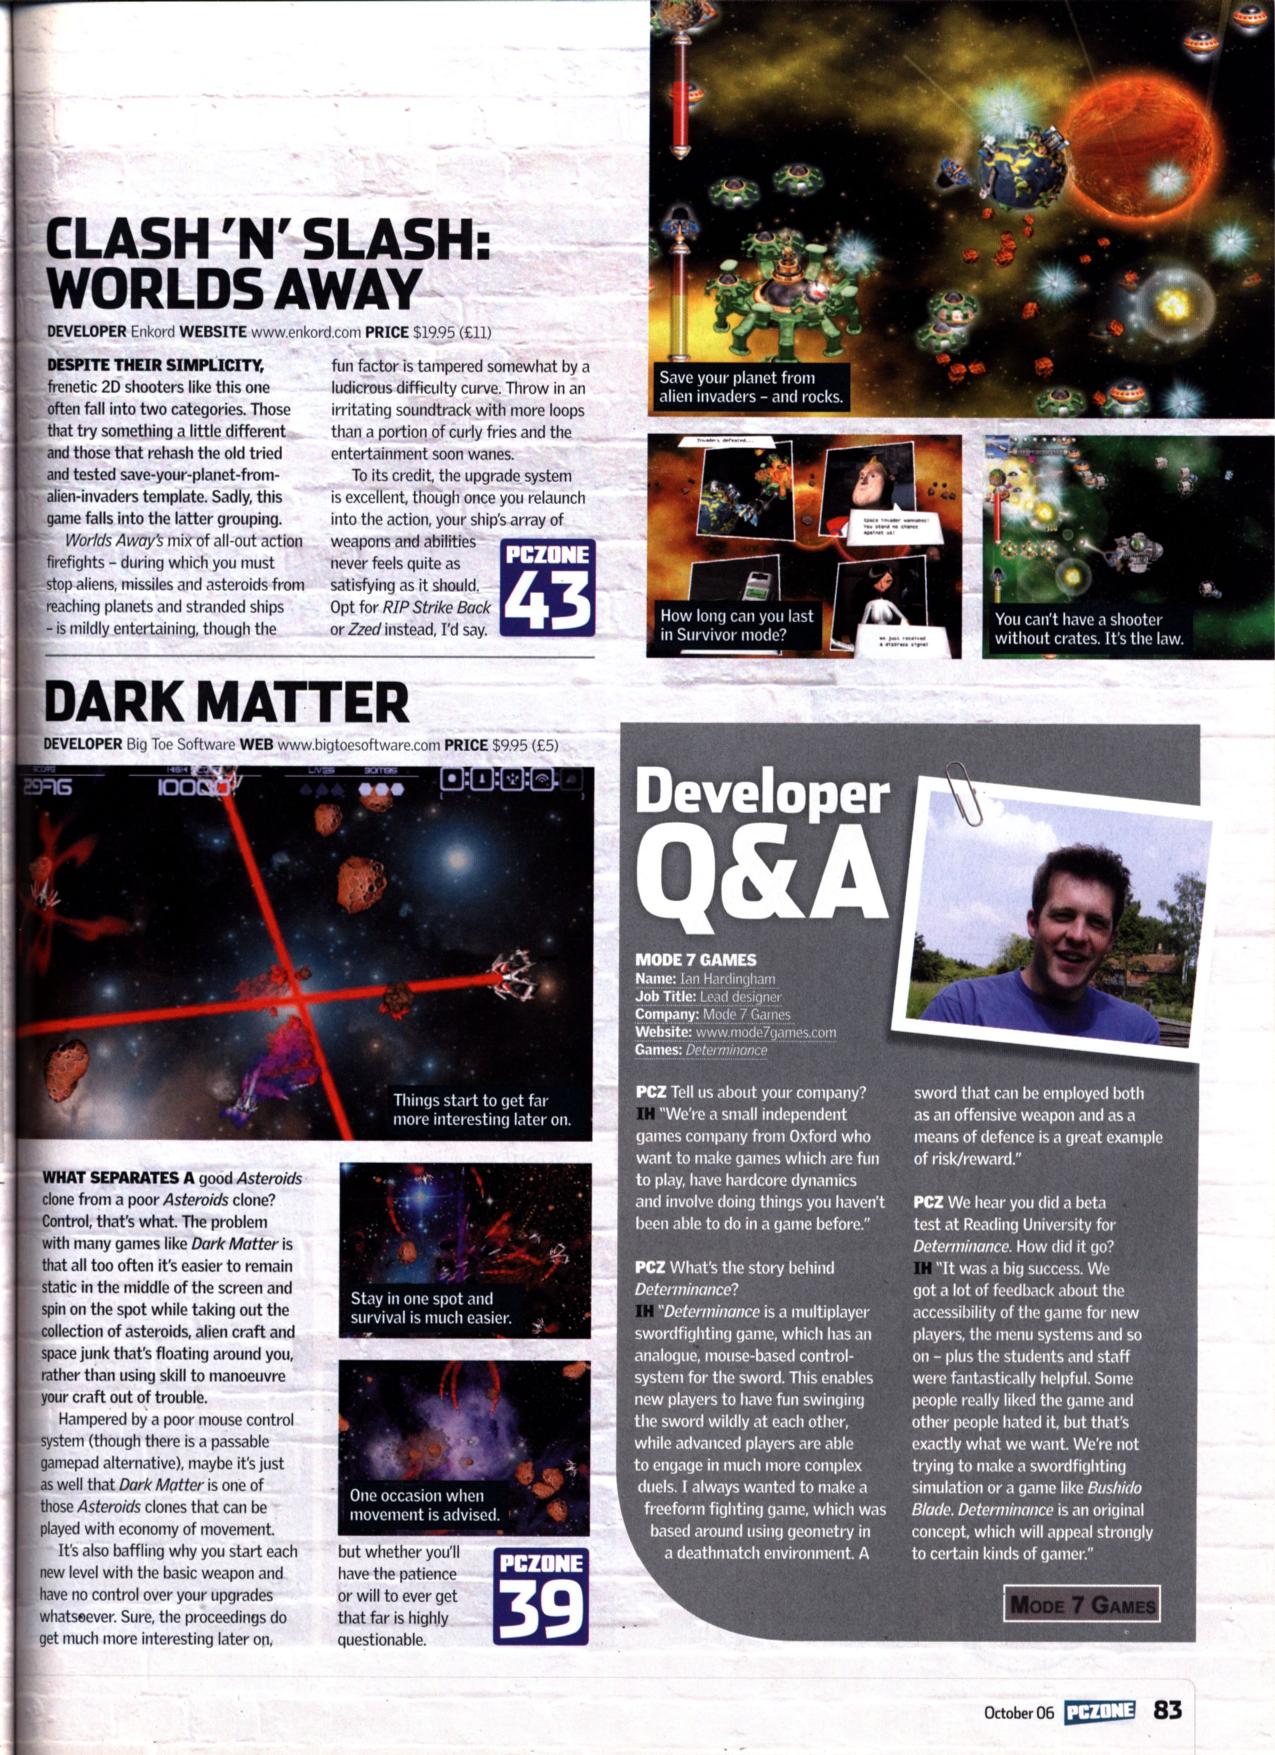 CLASH 'N' SLASH:
WORLDS AWAY
DEVELOPER Enkord WEBSITE www.enkord.com PRICE $19.95 (£11)
DESPITE THEIR SIMPLICITY,
frenetic 2D shooters like this one
often fall into two categories. Those
that try something a little different
and those that rehash the old tried
and tested save-your-planet-from-
alien-invaders template. Sadly, this
game falls into the latter grouping.
Worlds Away's mix of all-out action
firefights – during which you must
stop aliens, missiles and asteroids from
reaching planets and stranded ships
– is mildly entertaining, though the
fun factor is tampered somewhat by a
ludicrous difficulty curve. Throw in an
irritating soundtrack with more loops
than a portion of curly fries and the
entertainment soon wanes.
To its credit, the upgrade system
is excellent, though once you relaunch
into the action, your ship's array of
weapons and abilities
never feels quite as
satisfying as it should.
Opt for RIP Strike Back
or Zzed instead, I'd say.
PCZONE
43
Save your planet from
alien invaders – and rocks.
Invaders defeated...
Space invader wannabes!
You stand no chance
against us!
We just received
a distress signal
How long can you last
in Survivor mode?
You can't have a shooter
without crates. It's the law.
DARK MATTER
DEVELOPER Big Toe Software WEB www.bigtoesoftware.com PRICE $9.95 (£5)
SCORE
LIVES
BOMBS
Things start to get far
more interesting later on.
WHAT SEPARATES A good Asteroids
clone from a poor Asteroids clone?
Control, that's what. The problem
with many games like Dark Matter is
that all too often it's easier to remain
static in the middle of the screen and
spin on the spot while taking out the
collection of asteroids, alien craft and
space junk that's floating around you,
rather than using skill to manoeuvre
your craft out of trouble.
Hampered by a poor mouse control
system (though there is a passable
gamepad alternative), maybe it's just
as well that Dark Matter is one of
those Asteroids clones that can be
played with economy of movement.
It's also baffling why you start each
new level with the basic weapon and
have no control over your upgrades
whatsoever. Sure, the proceedings do
get much more interesting later on,
Stay in one spot and
survival is much easier.
One occasion when
movement is advised.
but whether you'll
have the patience
or will to ever get
that far is highly
questionable.
PCZONE
39
Developer
Q&A
MODE 7 GAMES
Name: Ian Hardingham
Job Title: Lead designer
Company: Mode 7 Games
Website: www.mode7games.com
Games: Determinance
PCZ Tell us about your company?
IH "We're a small independent
games company from Oxford who
want to make games which are fun
to play, have hardcore dynamics
and involve doing things you haven't
been able to do in a game before."
PCZ What's the story behind
Determinance?
IH "Determinance is a multiplayer
swordfighting game, which has an
analogue, mouse-based control-
system for the sword. This enables
new players to have fun swinging
the sword wildly at each other,
while advanced players are able
to engage in much more complex
duels. I always wanted to make a
freeform fighting game, which was
based around using geometry in
a deathmatch environment. A
sword that can be employed both
as an offensive weapon and as a
means of defence is a great example
of risk/reward."
PCZ We hear you did a beta
test at Reading University for
Determinance. How did it go?
IH "It was a big success. We
got a lot of feedback about the
accessibility of the game for new
players, the menu systems and so
on – plus the students and staff
were fantastically helpful. Some
people really liked the game and
other people hated it, but that's
exactly what we want. We're not
trying to make a swordfighting
simulation or a game like Bushido
Blade. Determinance is an original
concept, which will appeal strongly
to certain kinds of gamer."
MODE 7 GAMES
October 06 PCZONE 83